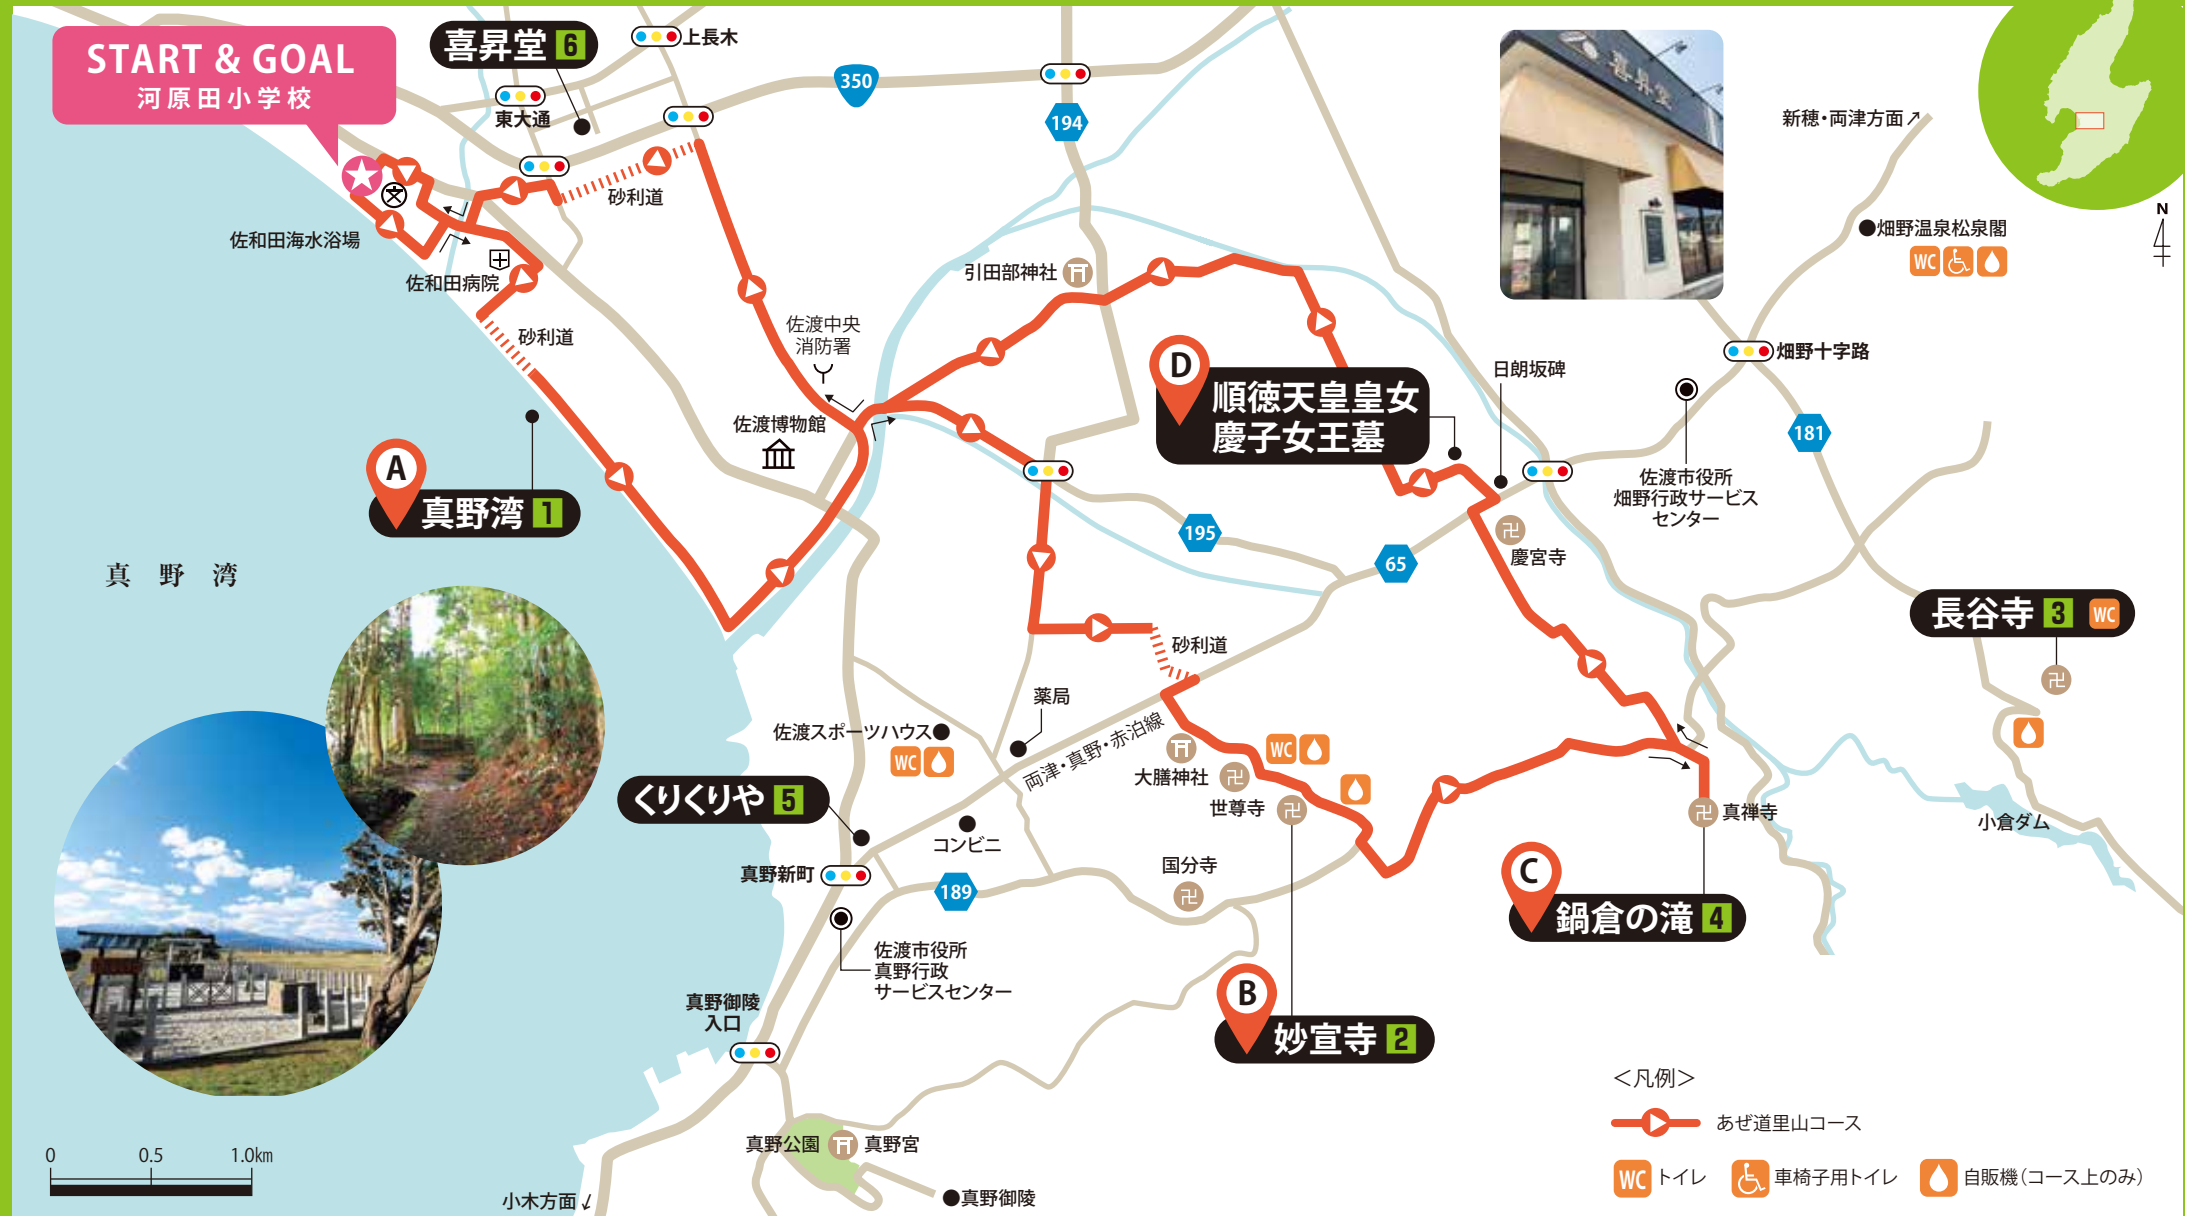 START & GOAL
河原田小学校
喜昇堂 6
上長木
東大通
350
194
喜昇堂
新穂・両津方面
N
砂利道
佐和田海水浴場
佐和田病院
砂利道
引田部神社
畑野温泉松泉閣
WC
佐渡中央
消防署
佐渡博物館
D
順徳天皇皇女
慶子女王墓
日朗坂碑
畑野十字路
181
佐渡市役所
畑野行政サービス
センター
A
真野湾 1
真野湾
195
65
慶宮寺
長谷寺 3 WC
砂利道
薬局
佐渡スポーツハウス
WC
両津・真野・赤泊線
大膳神社
WC
世尊寺
くりくりや 5
コンビニ
真野新町
189
国分寺
真禅寺
小倉ダム
C
鍋倉の滝 4
佐渡市役所
真野行政
サービスセンター
B
妙宣寺 2
真野御陵
入口
真野公園
真野宮
真野御陵
小木方面
0 0.5 1.0km
<凡例>
あぜ道里山コース
WC トイレ
車椅子用トイレ
自販機(コース上のみ)